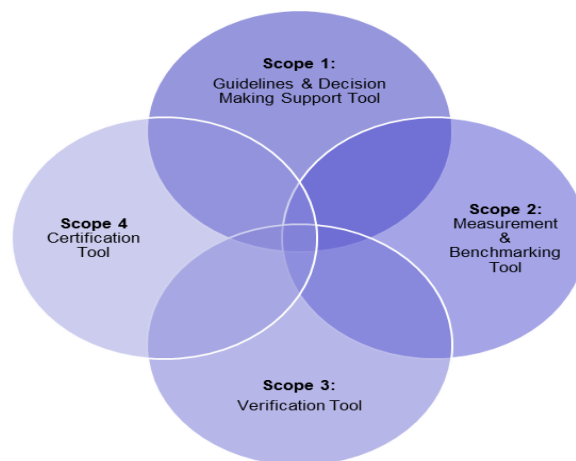 Scope 1:
Guidelines & Decision
Making Support Tool
Scope 4
Certification
Tool
Scope 2:
Measurement
&
Benchmarking
Tool
Scope 3:
Verification Tool